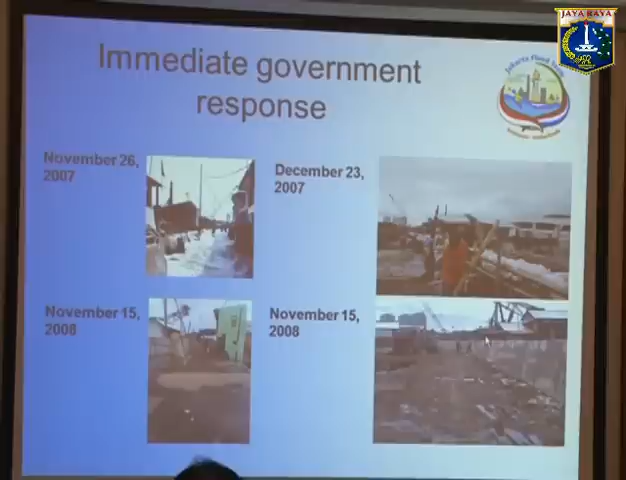 JAYA RAYA
Immediate government
response
November 26,
2007
December 23,
2007
November 15,
2008
November 15,
2008